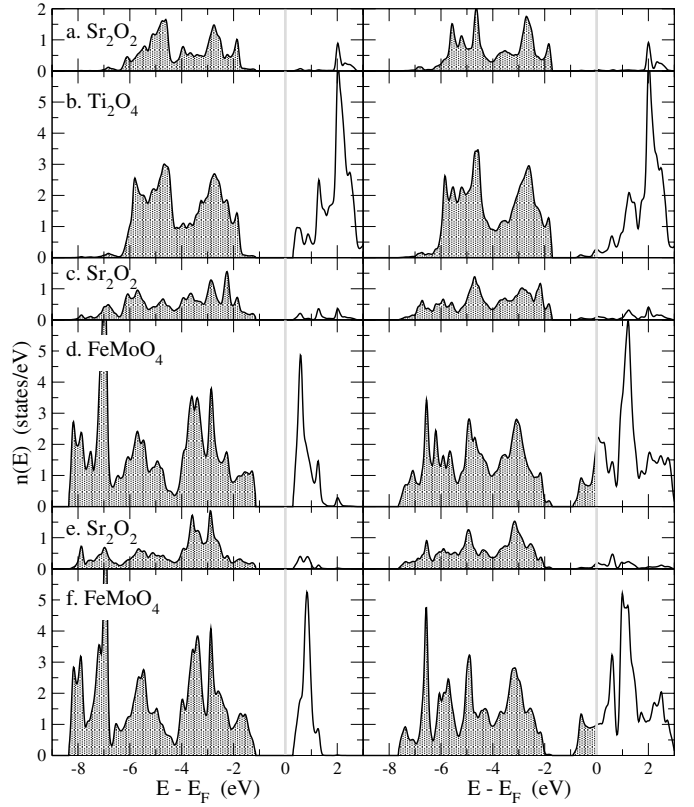 2
a. Sr₂O₂
1
0
b. Ti₂O₄
5
4
3
2
1
0
c. Sr₂O₂
1
0
d. FeMoO₄
5
4
3
2
1
0
n(E) (states/eV)
e. Sr₂O₂
1
0
f. FeMoO₄
5
4
3
2
1
0
-8 -6 -4 -2 0 2 -8 -6 -4 -2 0 2
E - E_F (eV) E - E_F (eV)